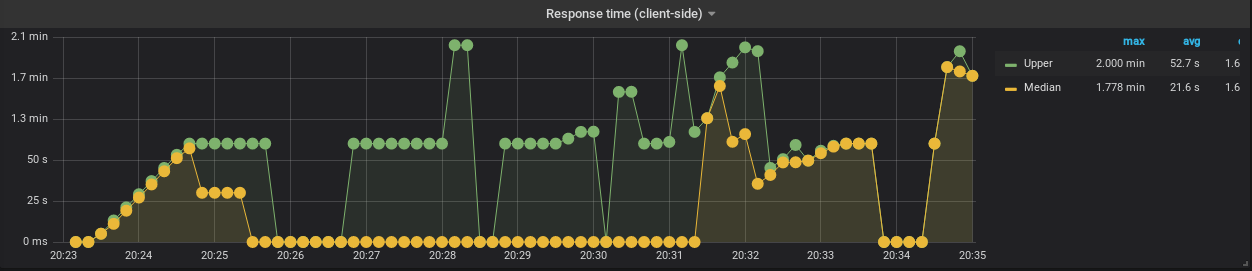 Response time (client-side)
2.1 min
1.7 min
1.3 min
50 s
25 s
0 ms
20:23 20:24 20:25 20:26 20:27 20:28 20:29 20:30 20:31 20:32 20:33 20:34 20:35
max avg
Upper 2.000 min 52.7 s 1.6
Median 1.778 min 21.6 s 1.6